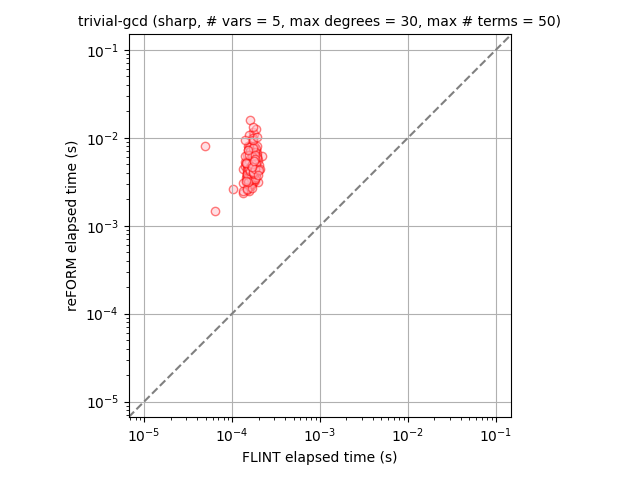 trivial-gcd (sharp, # vars = 5, max degrees = 30, max # terms = 50)
10⁻¹
10⁻²
10⁻³
10⁻⁴
10⁻⁵
reFORM elapsed time (s)
10⁻⁵ 10⁻⁴ 10⁻³ 10⁻² 10⁻¹
FLINT elapsed time (s)